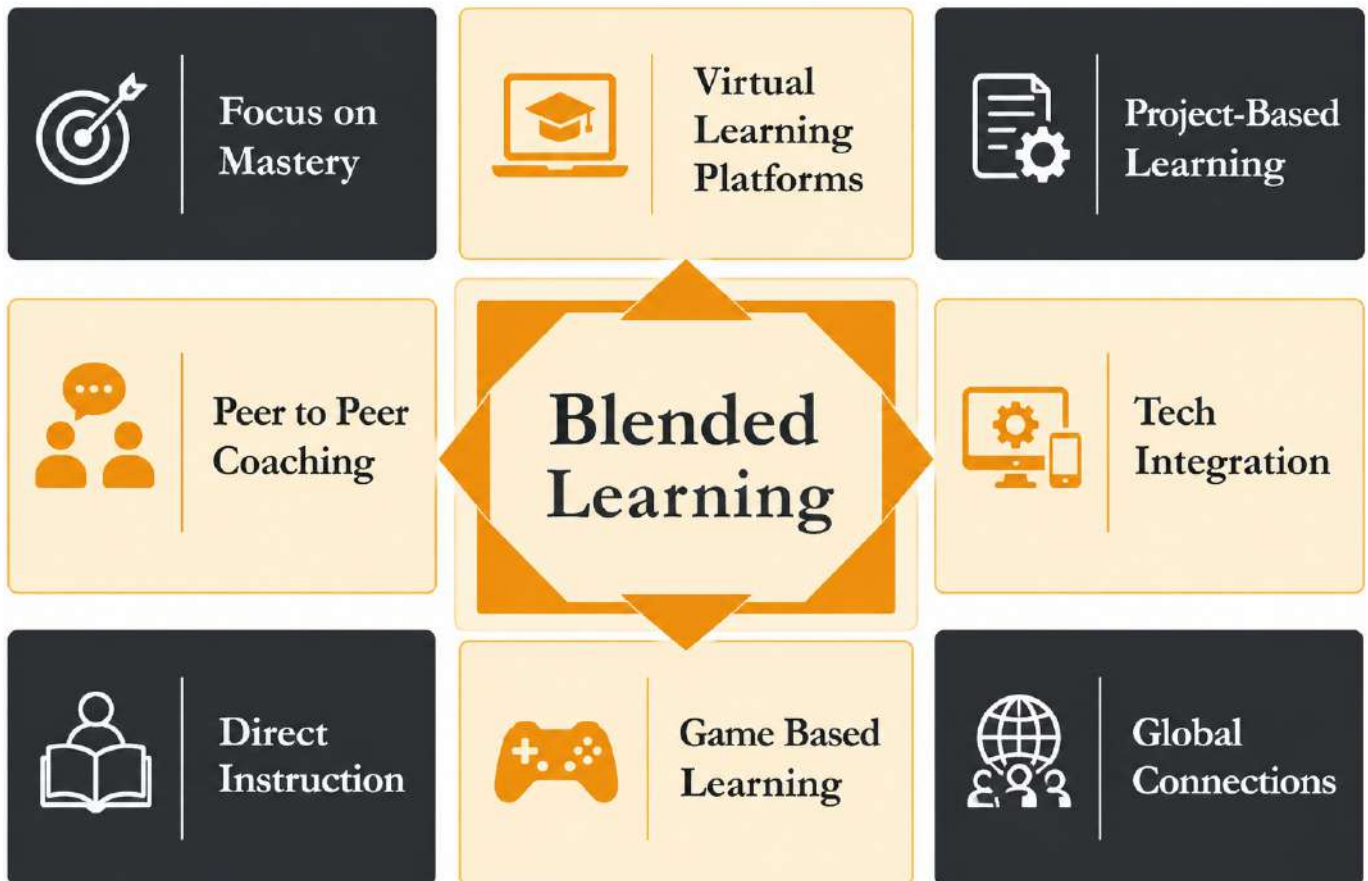 Focus on
Mastery
Virtual
Learning
Platforms
Project-Based
Learning
Peer to Peer
Coaching
Blended
Learning
Tech
Integration
Direct
Instruction
Game Based
Learning
Global
Connections